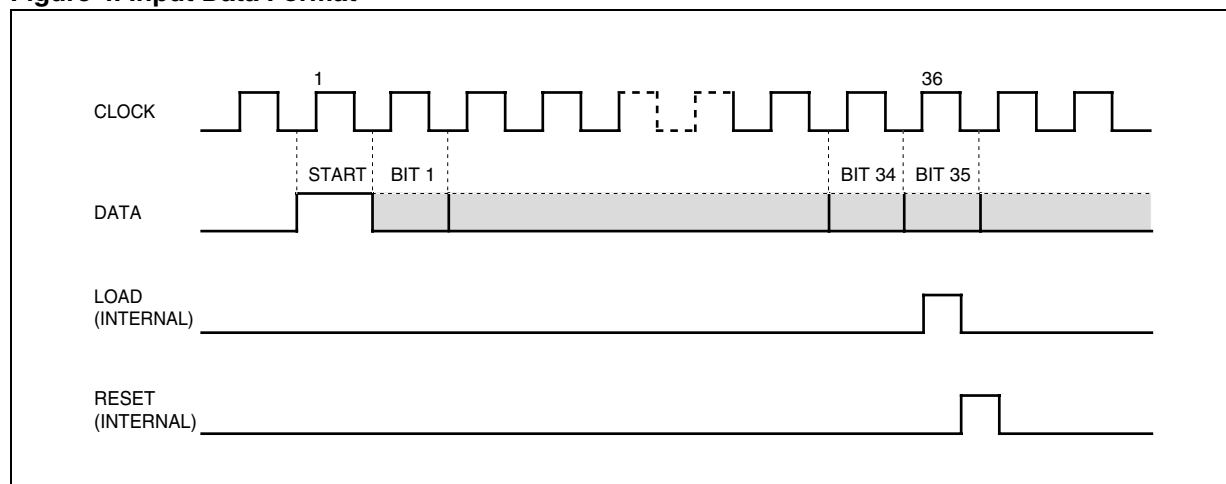 Figure 4. Input Data Format
1
36
CLOCK
START
BIT 1
BIT 34
BIT 35
DATA
LOAD
(INTERNAL)
RESET
(INTERNAL)